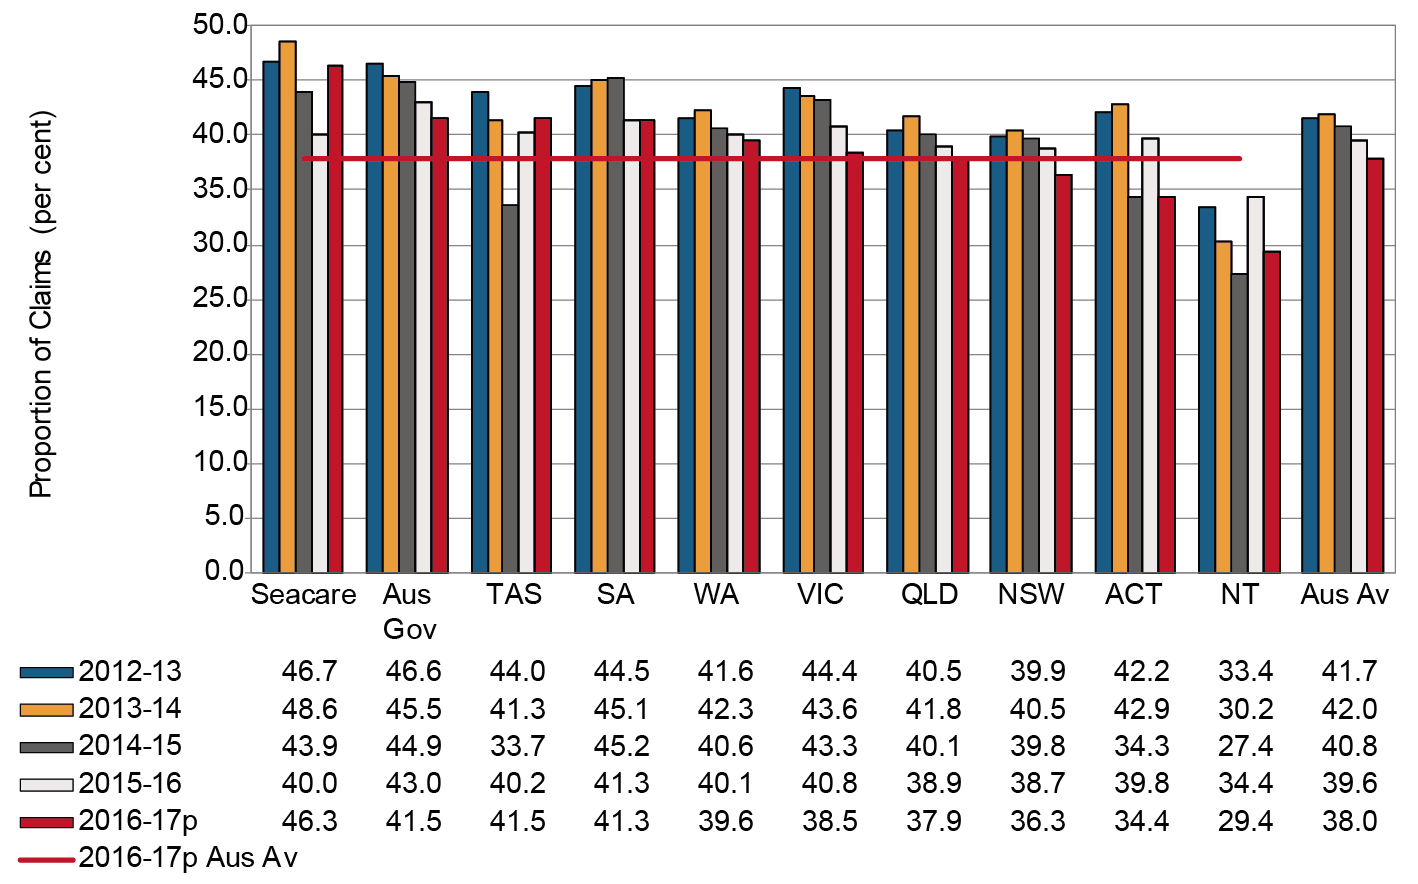 Proportion of Claims (per cent)
50.0
45.0
40.0
35.0
30.0
25.0
20.0
15.0
10.0
5.0
0.0
Seacare Aus Gov TAS SA WA VIC QLD NSW ACT NT Aus Av
2012-13 46.7 46.6 44.0 44.5 41.6 44.4 40.5 39.9 42.2 33.4 41.7
2013-14 48.6 45.5 41.3 45.1 42.3 43.6 41.8 40.5 42.9 30.2 42.0
2014-15 43.9 44.9 33.7 45.2 40.6 43.3 40.1 39.8 34.3 27.4 40.8
2015-16 40.0 43.0 40.2 41.3 40.1 40.8 38.9 38.7 39.8 34.4 39.6
2016-17p 46.3 41.5 41.5 41.3 39.6 38.5 37.9 36.3 34.4 29.4 38.0
2016-17p Aus Av